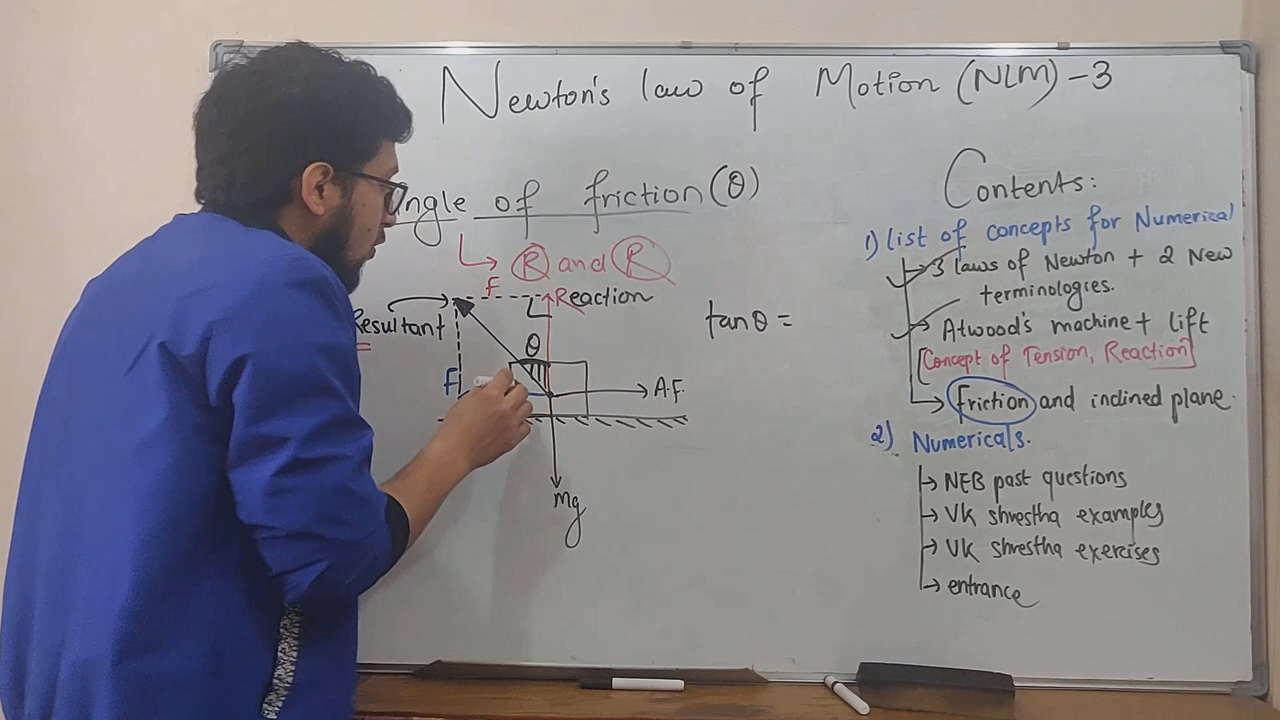 Newton's law of Motion (NLM) - 3
Angle of friction (θ)
R and R
F
Reaction
Resultant
θ
F
A.F.
Mg
tanθ =
Contents:
1) list of concepts for Numerical
3 laws of Newton + 2 New
terminologies.
Atwood's machine + lift
[Concept of Tension, Reaction]
friction and inclined plane.
2) Numericals.
→ NEB past questions
→ VK shrestha examples
→ VK shrestha exercises
→ entrance